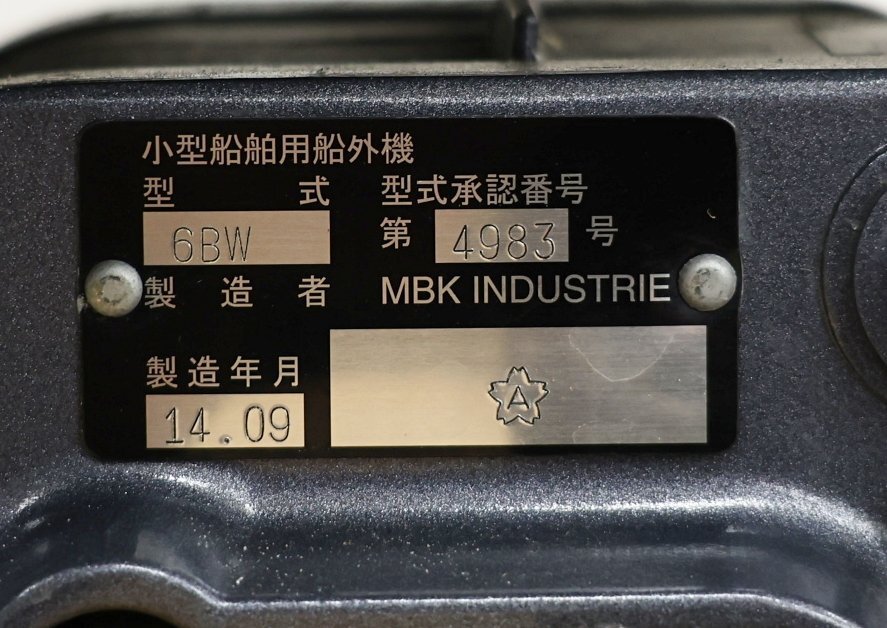 小型船舶用船外機
型 式 型式承認番号
6BW 第 4983 号
製 造 者 MBK INDUSTRIE
製造年月
14.09
A